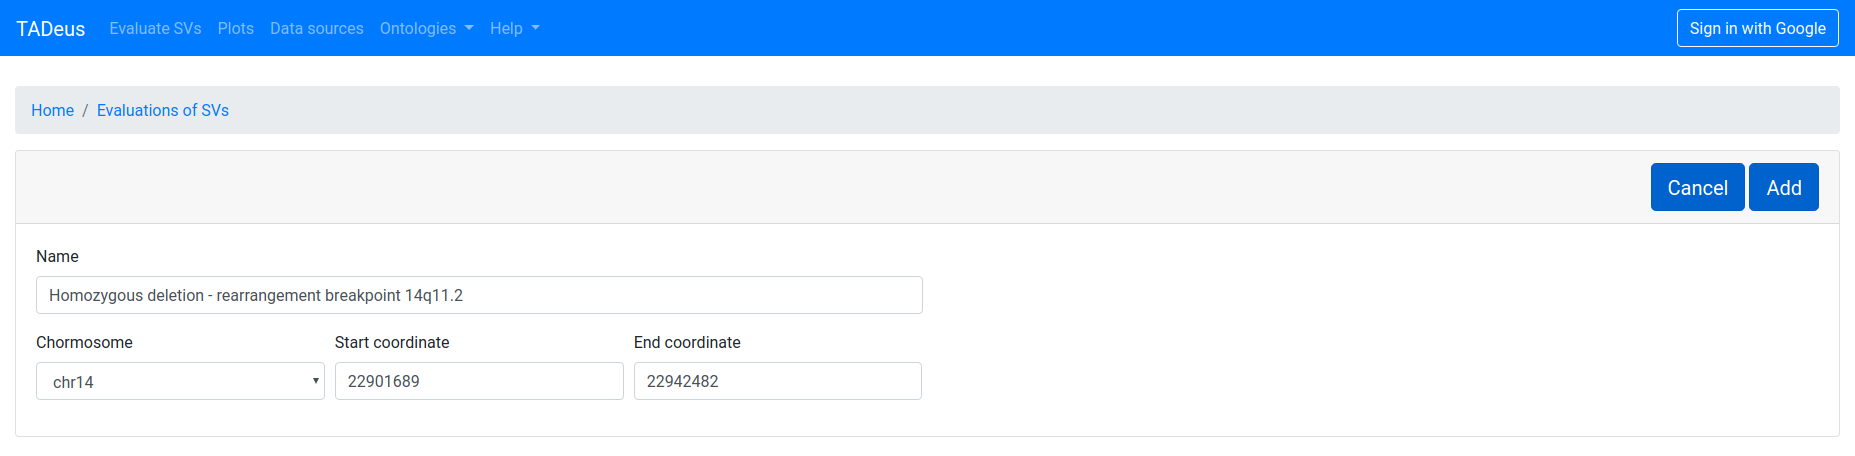 TADeus Evaluate SVs Plots Data sources Ontologies Help Sign in with Google
Home / Evaluations of SVs
Cancel Add
Name
Homozygous deletion - rearrangement breakpoint 14q11.2
Chormosome Start coordinate End coordinate
chr14 22901689 22942482